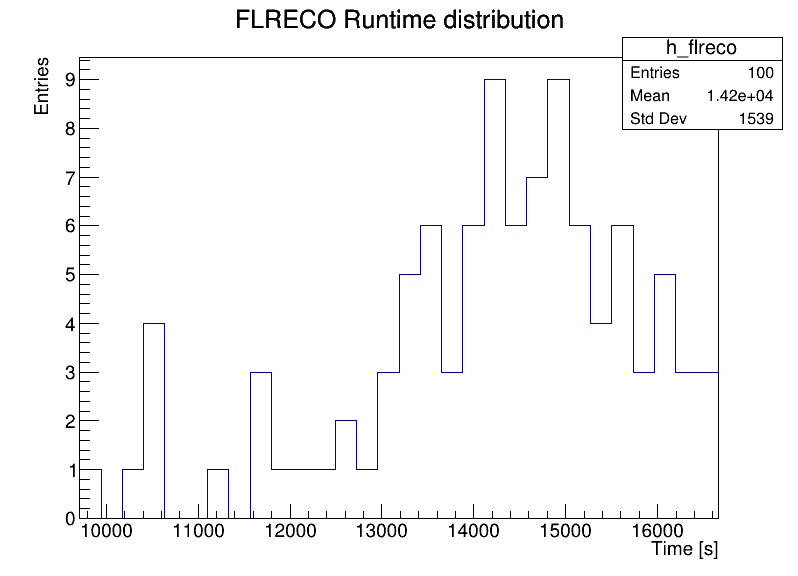 FLRECO Runtime distribution
h_flreco
Entries 100
Mean 1.42e+04
Std Dev 1539
Entries
9
8
7
6
5
4
3
2
1
0
10000 11000 12000 13000 14000 15000 16000
Time [s]